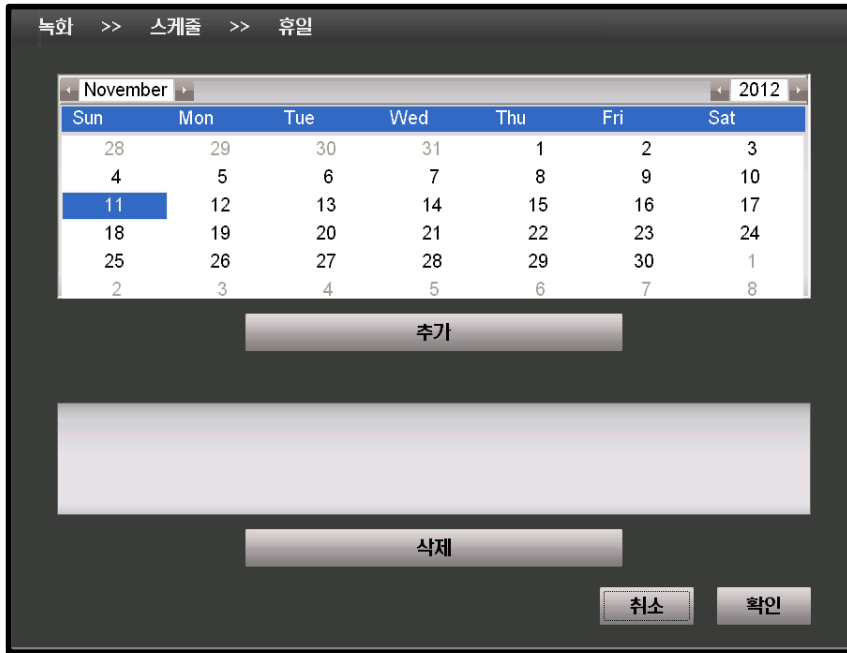 녹화 >> 스케줄 >> 휴일
November 2012
Sun Mon Tue Wed Thu Fri Sat
28 29 30 31 1 2 3
4 5 6 7 8 9 10
11 12 13 14 15 16 17
18 19 20 21 22 23 24
25 26 27 28 29 30 1
2 3 4 5 6 7 8
추가
삭제
취소 확인